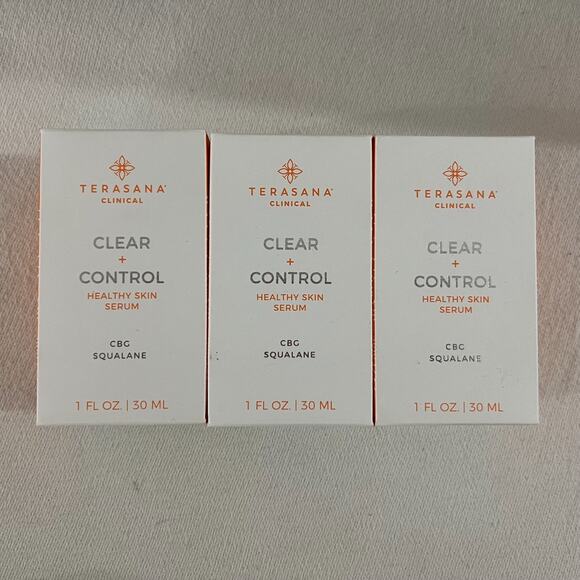 TERASANA
CLINICAL
CLEAR
+
CONTROL
HEALTHY SKIN
SERUM
CBG
SQUALANE
1 FL OZ. | 30 ML
TERASANA
CLINICAL
CLEAR
+
CONTROL
HEALTHY SKIN
SERUM
CBG
SQUALANE
1 FL OZ. | 30 ML
TERASANA
CLINICAL
CLEAR
+
CONTROL
HEALTHY SKIN
SERUM
CBG
SQUALANE
1 FL OZ. | 30 ML